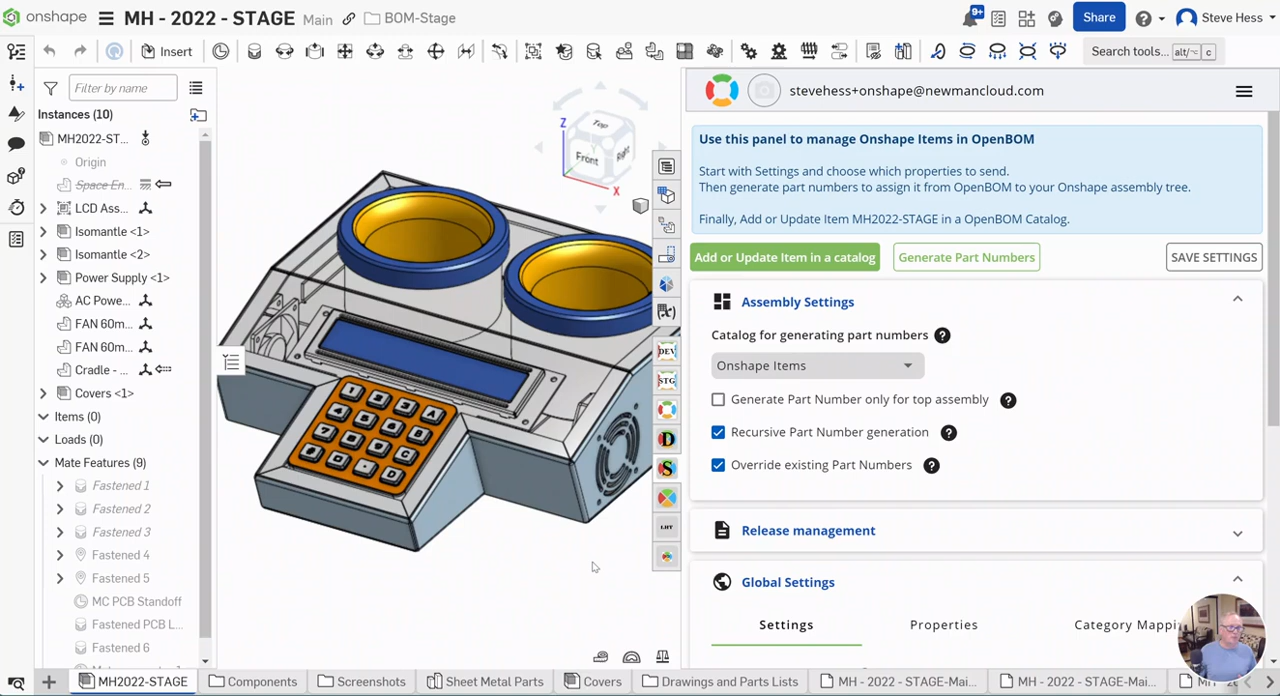 onshape MH - 2022 - STAGE Main BOM-Stage 9+ Share Steve Hess
Insert Search tools... alt/⌥ c
Filter by name
Instances (10)
MH2022-ST...
Origin
Space En...
LCD Ass...
Isomantle <1>
Isomantle <2>
Power Supply <1>
AC Powe...
FAN 60m...
FAN 60m...
Cradle - ...
Covers <1>
Items (0)
Loads (0)
Mate Features (9)
Fastened 1
Fastened 2
Fastened 3
Fastened 4
Fastened 5
MC PCB Standoff
Fastened PCB L...
Fastened 6
Z
Top
Front
Right
X
DEV
STG
D
S
LHT
stevehess+onshape@newmancloud.com
Use this panel to manage Onshape Items in OpenBOM
Start with Settings and choose which properties to send.
Then generate part numbers to assign it from OpenBOM to your Onshape assembly tree.
Finally, Add or Update Item MH2022-STAGE in a OpenBOM Catalog.
Add or Update Item in a catalog Generate Part Numbers SAVE SETTINGS
Assembly Settings
Catalog for generating part numbers ?
Onshape Items
Generate Part Number only for top assembly ?
Recursive Part Number generation ?
Override existing Part Numbers ?
Release management
Global Settings
Settings Properties Category Mappi
MH2022-STAGE Components Screenshots Sheet Metal Parts Covers Drawings and Parts Lists MH - 2022 - STAGE-Mai... MH - 2022 - STAGE-Mai... MH -